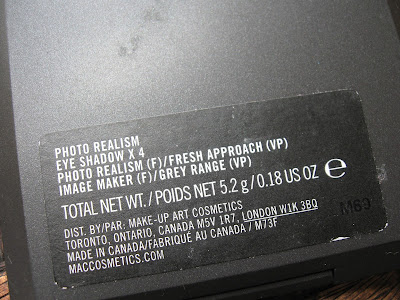 PHOTO REALISM
EYE SHADOW X 4
PHOTO REALISM (F)/FRESH APPROACH (VP)
IMAGE MAKER (F)/GREY RANGE (VP)
TOTAL NET WT./POIDS NET 5.2 g/0.18 US OZ ℮
DIST. BY/PAR: MAKE-UP ART COSMETICS
TORONTO, ONTARIO, CANADA M5V 1R7, LONDON W1K 3BQ
MADE IN CANADA/FABRIQUÉ AU CANADA / M73F
MACCOSMETICS.COM